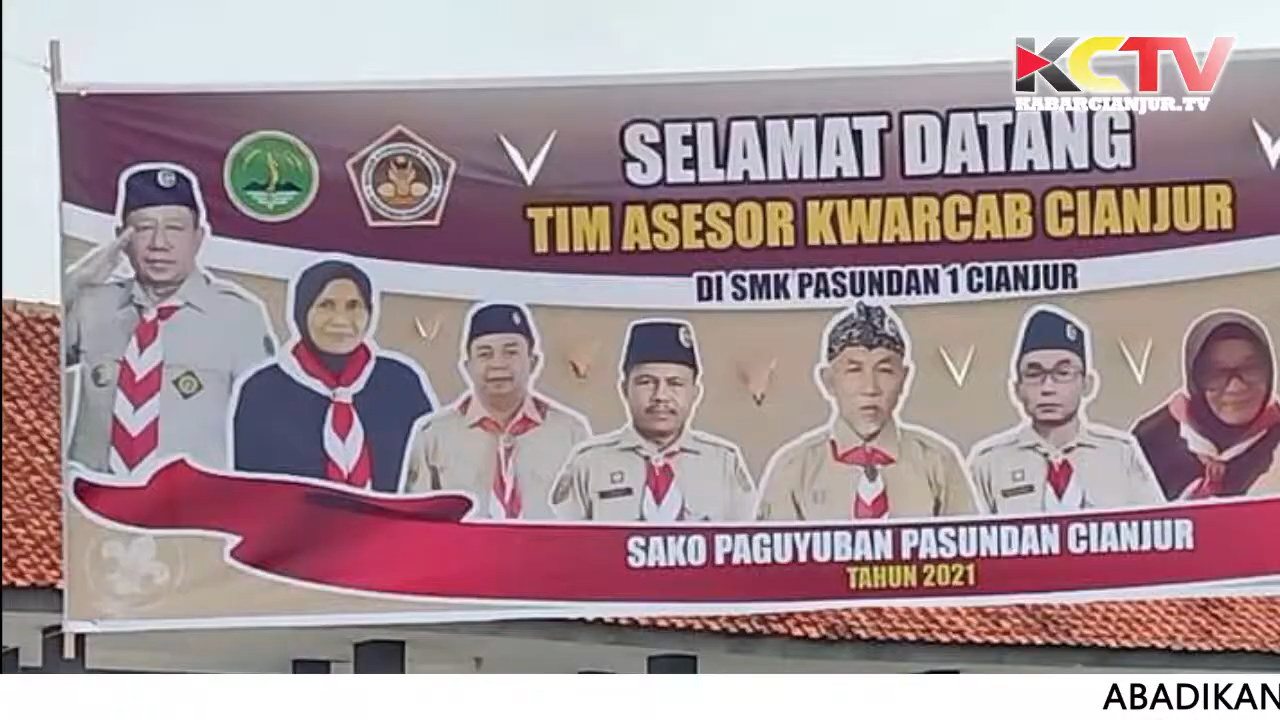 KCTV
KABARCIANJUR.TV
SELAMAT DATANG
TIM ASESOR KWARCAB CIANJUR
DI SMK PASUNDAN 1 CIANJUR
SAKO PAGUYUBAN PASUNDAN CIANJUR
TAHUN 2021
ABADIKAN